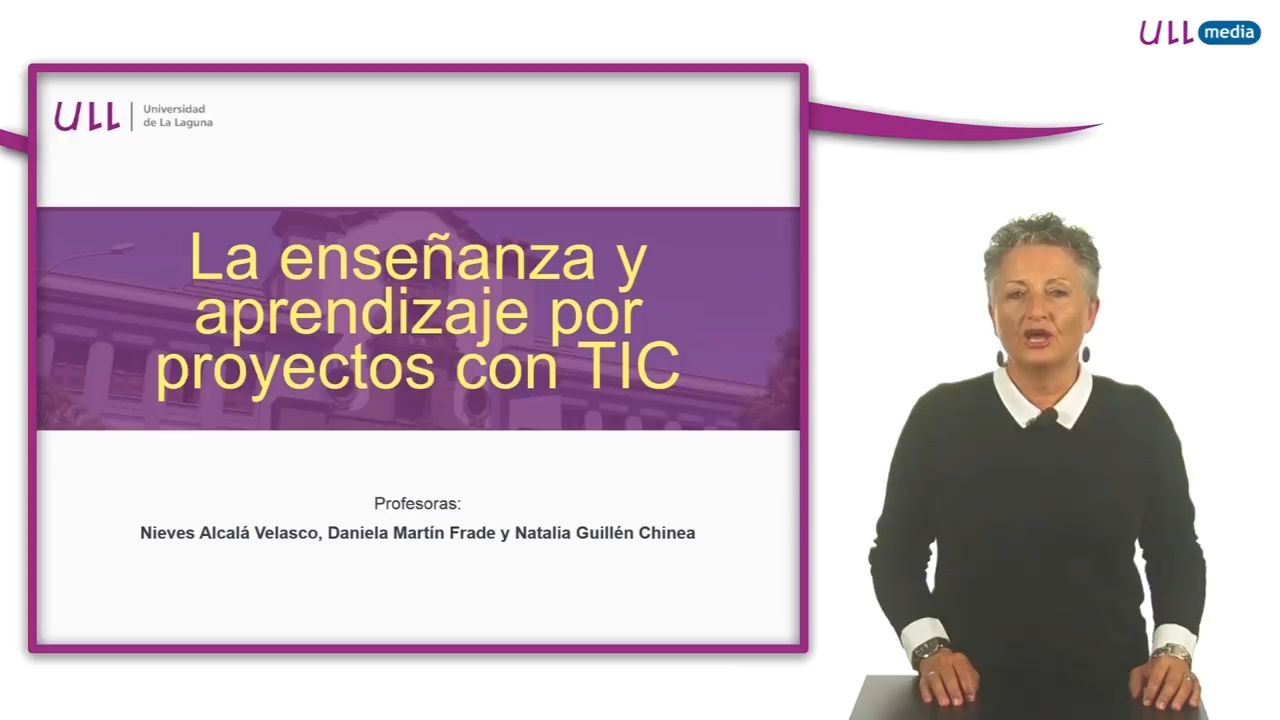 ULL media
ULL
Universidad
de La Laguna
La enseñanza y
aprendizaje por
proyectos con TIC
Profesoras:
Nieves Alcalá Velasco, Daniela Martín Frade y Natalia Guillén Chinea